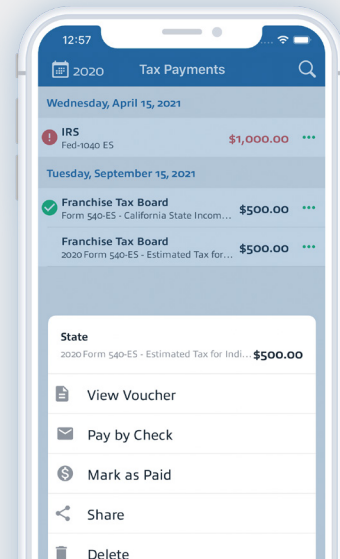 12:57
2020 Tax Payments
Wednesday, April 15, 2021
IRS
Fed-1040 ES
$1,000.00
Tuesday, September 15, 2021
Franchise Tax Board
Form 540-ES - California State Incom...
$500.00
Franchise Tax Board
2020 Form 540-ES - Estimated Tax for...
$500.00
State
2020 Form 540-ES - Estimated Tax for Indi... $500.00
View Voucher
Pay by Check
Mark as Paid
Share
Delete